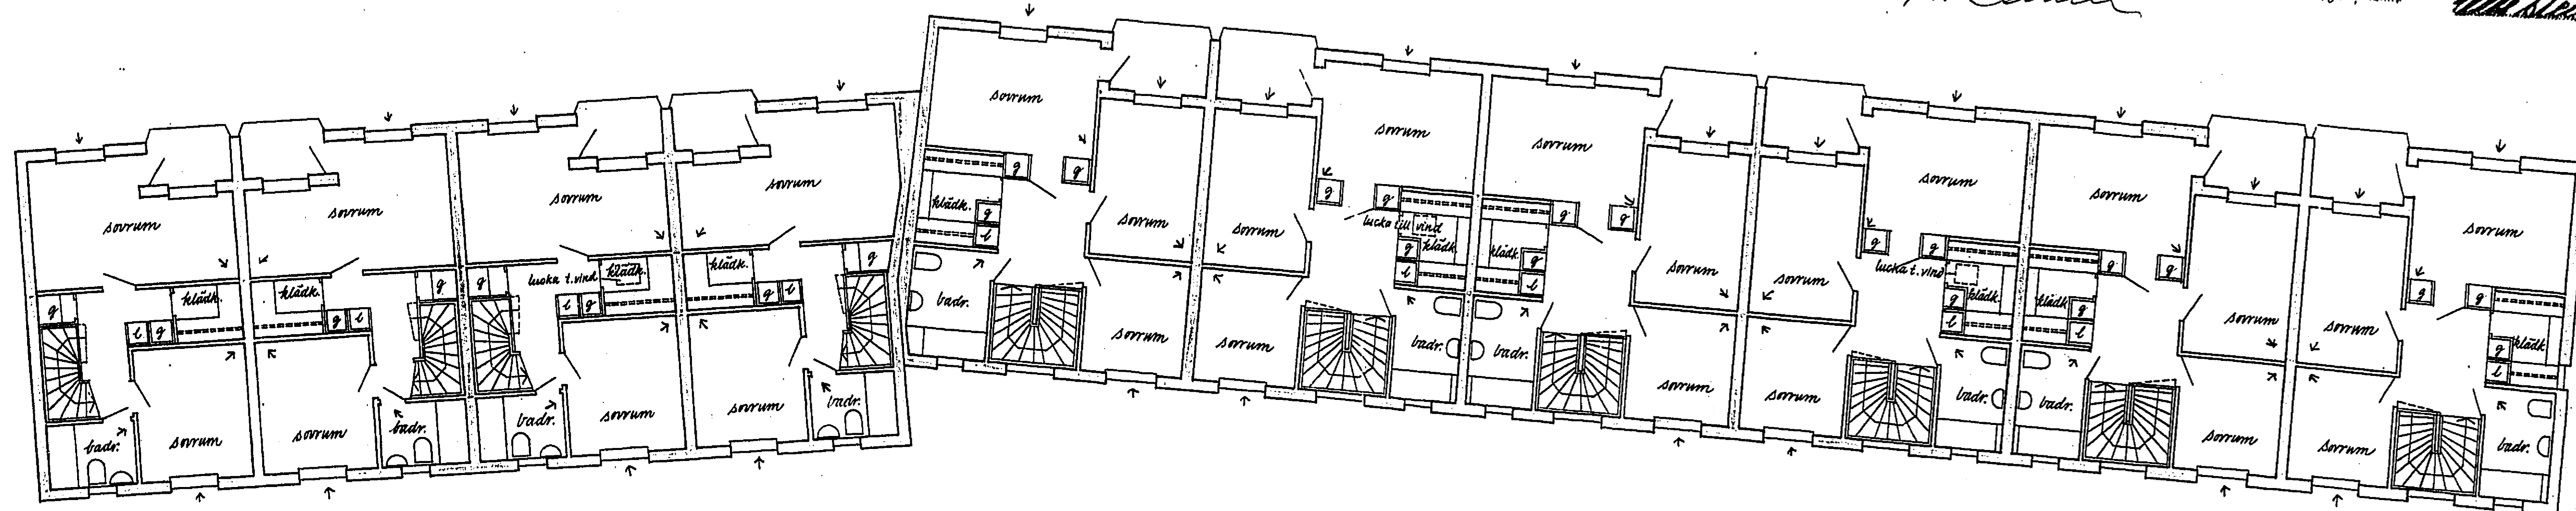 sovrum
sovrum
klädk.
klädk.
g
l
g
g
l
g
badr.
sovrum
sovrum
badr.
sovrum
sovrum
g
lucka t. vind
klädk.
klädk.
g
l
g
g
l
badr.
sovrum
sovrum
badr.
sovrum
g
g
klädk.
g
l
sovrum
badr.
sovrum
sovrum
g
g
sovrum
lucka till vind
klädk.
g
l
sovrum
badr.
sovrum
g
g
klädk.
g
l
sovrum
badr.
sovrum
sovrum
g
g
sovrum
lucka t. vind
klädk
g
l
sovrum
badr.
sovrum
g
g
klädk
g
l
sovrum
badr.
sovrum
sovrum
g
g
sovrum
klädk
g
l
sovrum
badr.